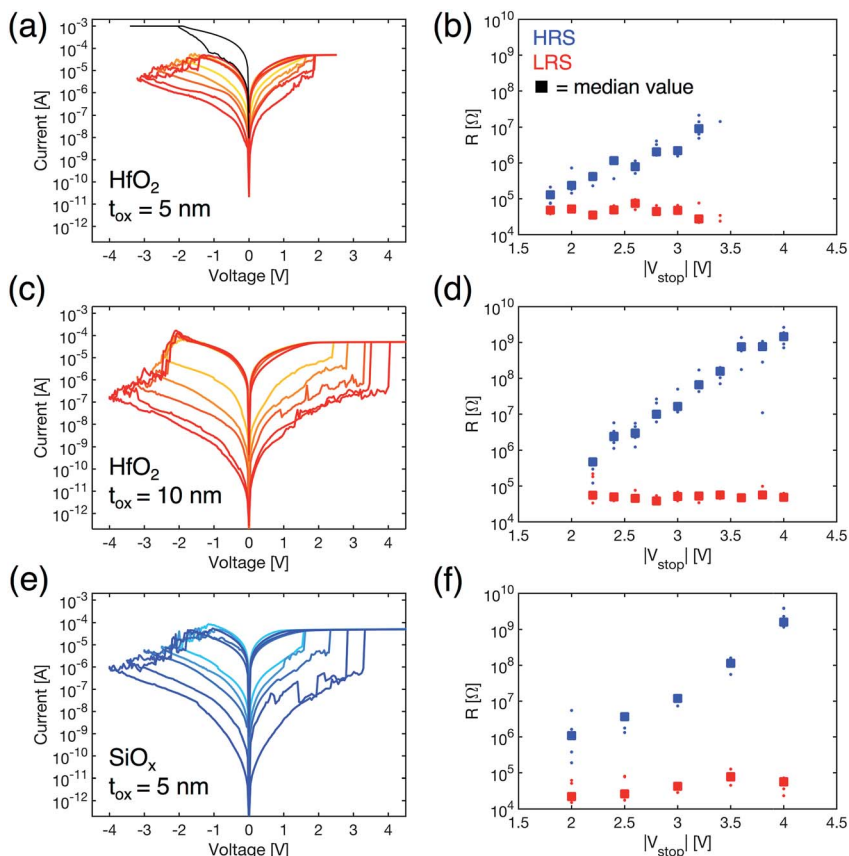 (a)
10⁻³
10⁻⁴
10⁻⁵
10⁻⁶
10⁻⁷
10⁻⁸
10⁻⁹
10⁻¹⁰
10⁻¹¹
10⁻¹²
Current [A]
HfO₂
tₒₓ = 5 nm
-4 -3 -2 -1 0 1 2 3 4
Voltage [V]
(b)
10¹⁰
10⁹
10⁸
10⁷
10⁶
10⁵
10⁴
R [Ω]
HRS
LRS
■ = median value
1.5 2 2.5 3 3.5 4 4.5
|V_stop| [V]
(c)
10⁻³
10⁻⁴
10⁻⁵
10⁻⁶
10⁻⁷
10⁻⁸
10⁻⁹
10⁻¹⁰
10⁻¹¹
10⁻¹²
Current [A]
HfO₂
tₒₓ = 10 nm
-4 -3 -2 -1 0 1 2 3 4
Voltage [V]
(d)
10¹⁰
10⁹
10⁸
10⁷
10⁶
10⁵
10⁴
R [Ω]
1.5 2 2.5 3 3.5 4 4.5
|V_stop| [V]
(e)
10⁻³
10⁻⁴
10⁻⁵
10⁻⁶
10⁻⁷
10⁻⁸
10⁻⁹
10⁻¹⁰
10⁻¹¹
10⁻¹²
Current [A]
SiOₓ
tₒₓ = 5 nm
-4 -3 -2 -1 0 1 2 3 4
Voltage [V]
(f)
10¹⁰
10⁹
10⁸
10⁷
10⁶
10⁵
10⁴
R [Ω]
1.5 2 2.5 3 3.5 4 4.5
|V_stop| [V]